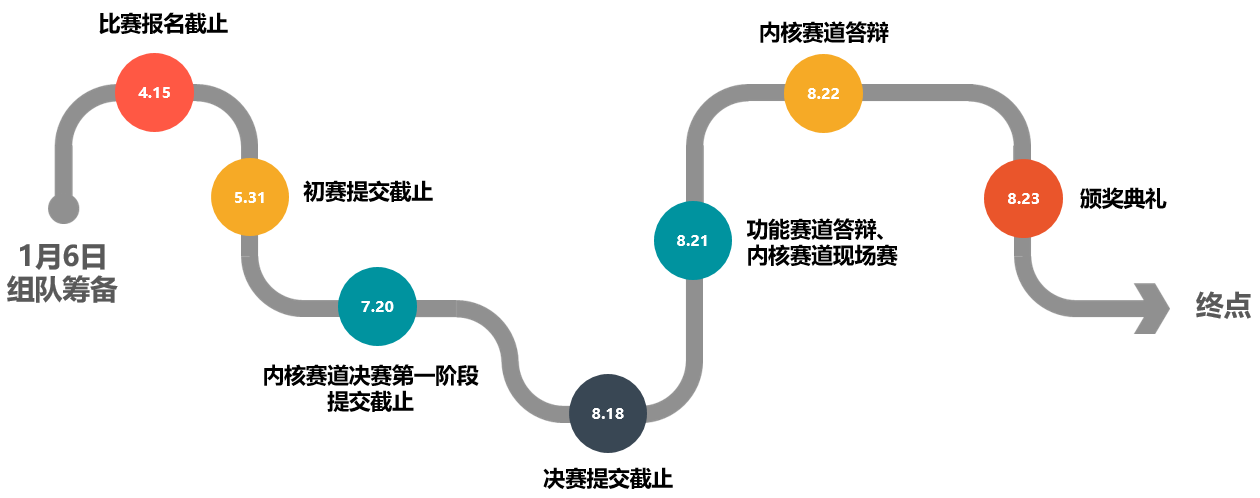 1月6日
组队筹备
比赛报名截止
4.15
5.31
初赛提交截止
7.20
内核赛道决赛第一阶段
提交截止
8.18
决赛提交截止
8.21
功能赛道答辩、
内核赛道现场赛
内核赛道答辩
8.22
8.23
颁奖典礼
终点